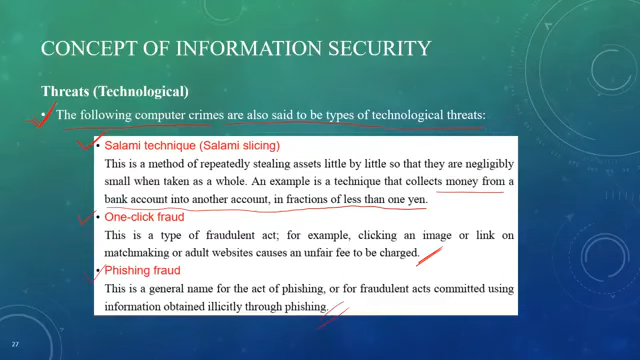 CONCEPT OF INFORMATION SECURITY
Threats (Technological)
• The following computer crimes are also said to be types of technological threats:
• Salami technique (Salami slicing)
This is a method of repeatedly stealing assets little by little so that they are negligibly
small when taken as a whole. An example is a technique that collects money from a
bank account into another account, in fractions of less than one yen.
• One-click fraud
This is a type of fraudulent act; for example, clicking an image or link on
matchmaking or adult websites causes an unfair fee to be charged.
• Phishing fraud
This is a general name for the act of phishing, or for fraudulent acts committed using
information obtained illicitly through phishing.
27